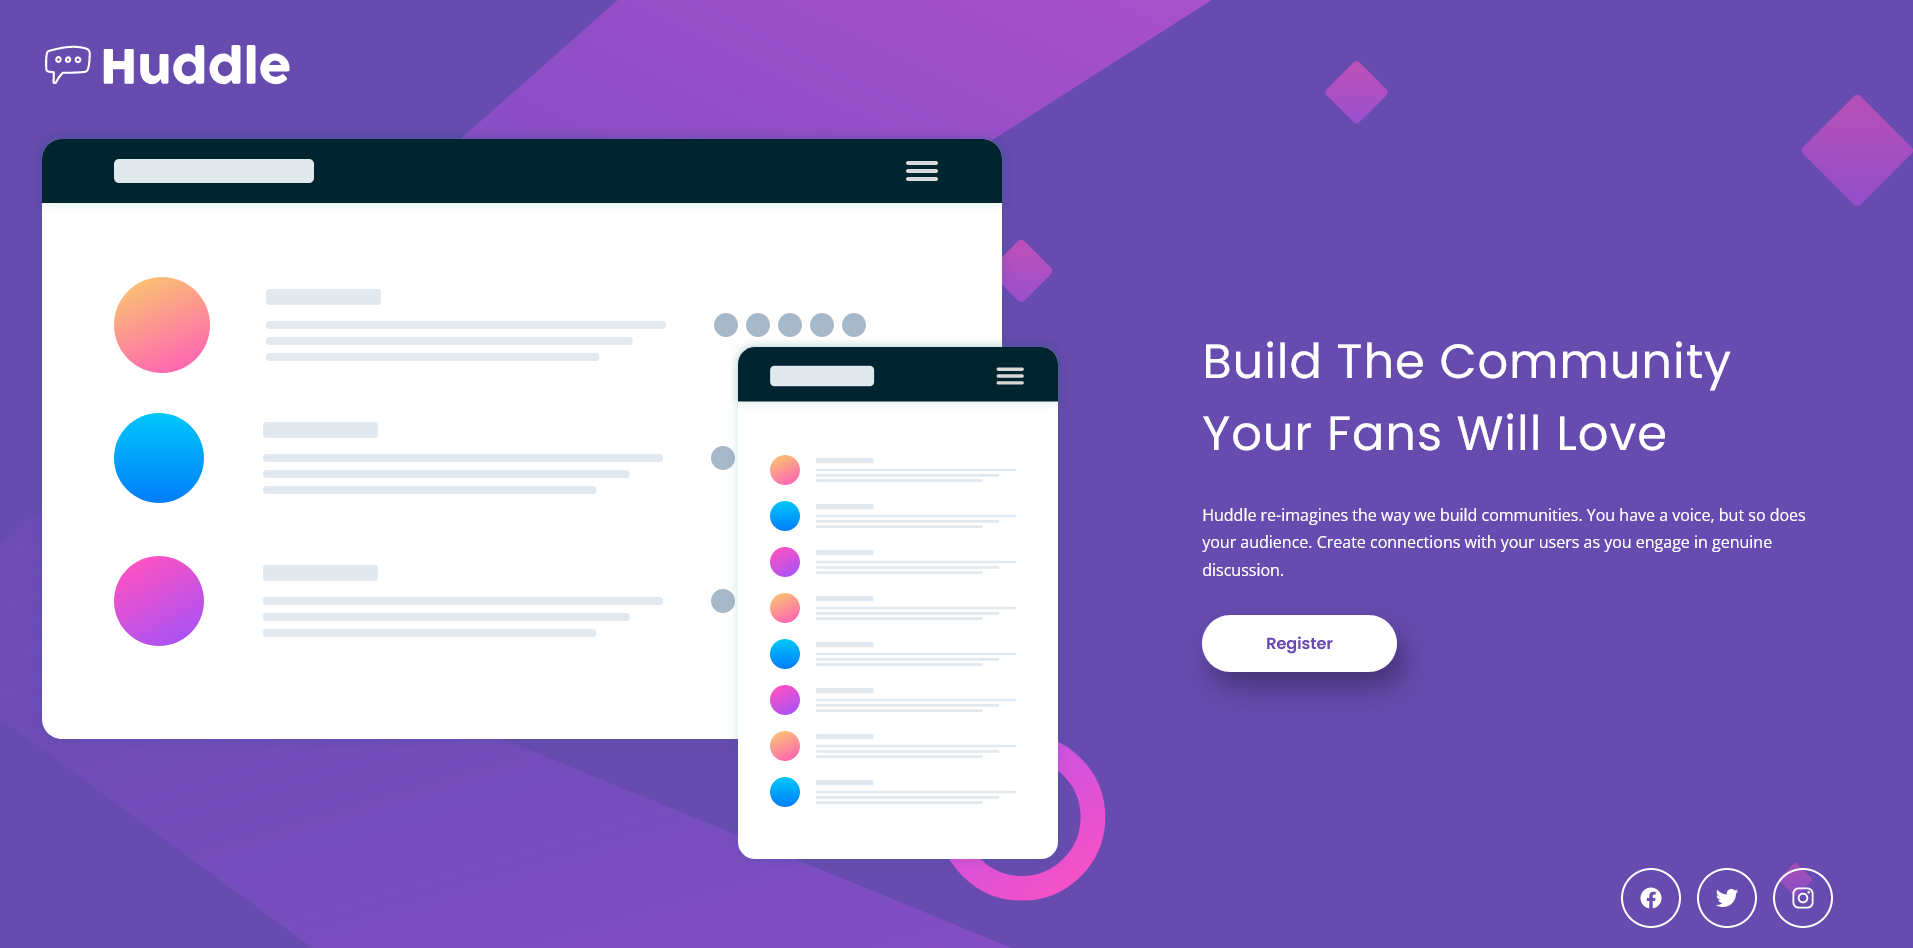 Huddle
Build The Community
Your Fans Will Love
Huddle re-imagines the way we build communities. You have a voice, but so does
your audience. Create connections with your users as you engage in genuine
discussion.
Register